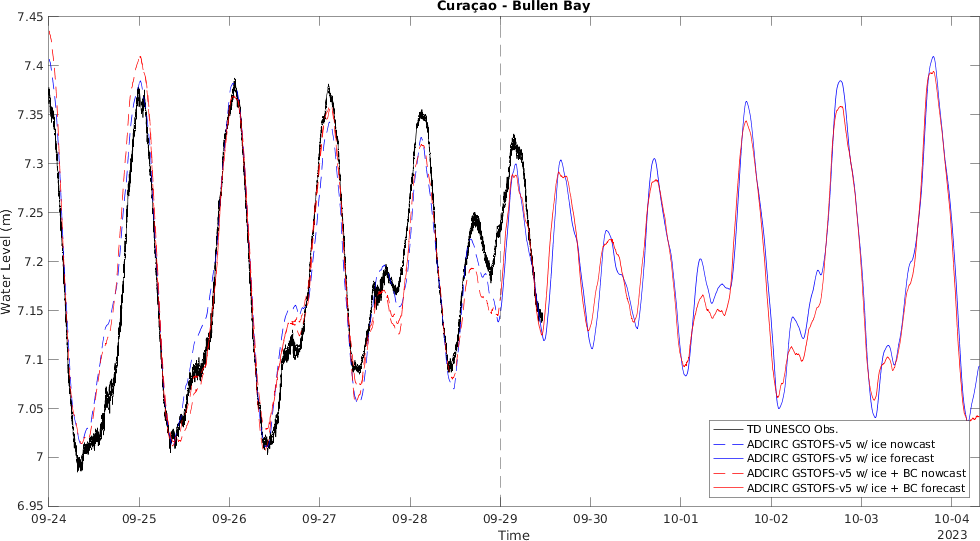 Curaçao - Bullen Bay
7.45
7.4
7.35
7.3
7.25
7.2
7.15
7.1
7.05
7
6.95
Water Level (m)
09-24 09-25 09-26 09-27 09-28 09-29 09-30 10-01 10-02 10-03 10-04
Time
2023
TD UNESCO Obs.
ADCIRC GSTOFS-v5 w/ ice nowcast
ADCIRC GSTOFS-v5 w/ ice forecast
ADCIRC GSTOFS-v5 w/ ice + BC nowcast
ADCIRC GSTOFS-v5 w/ ice + BC forecast